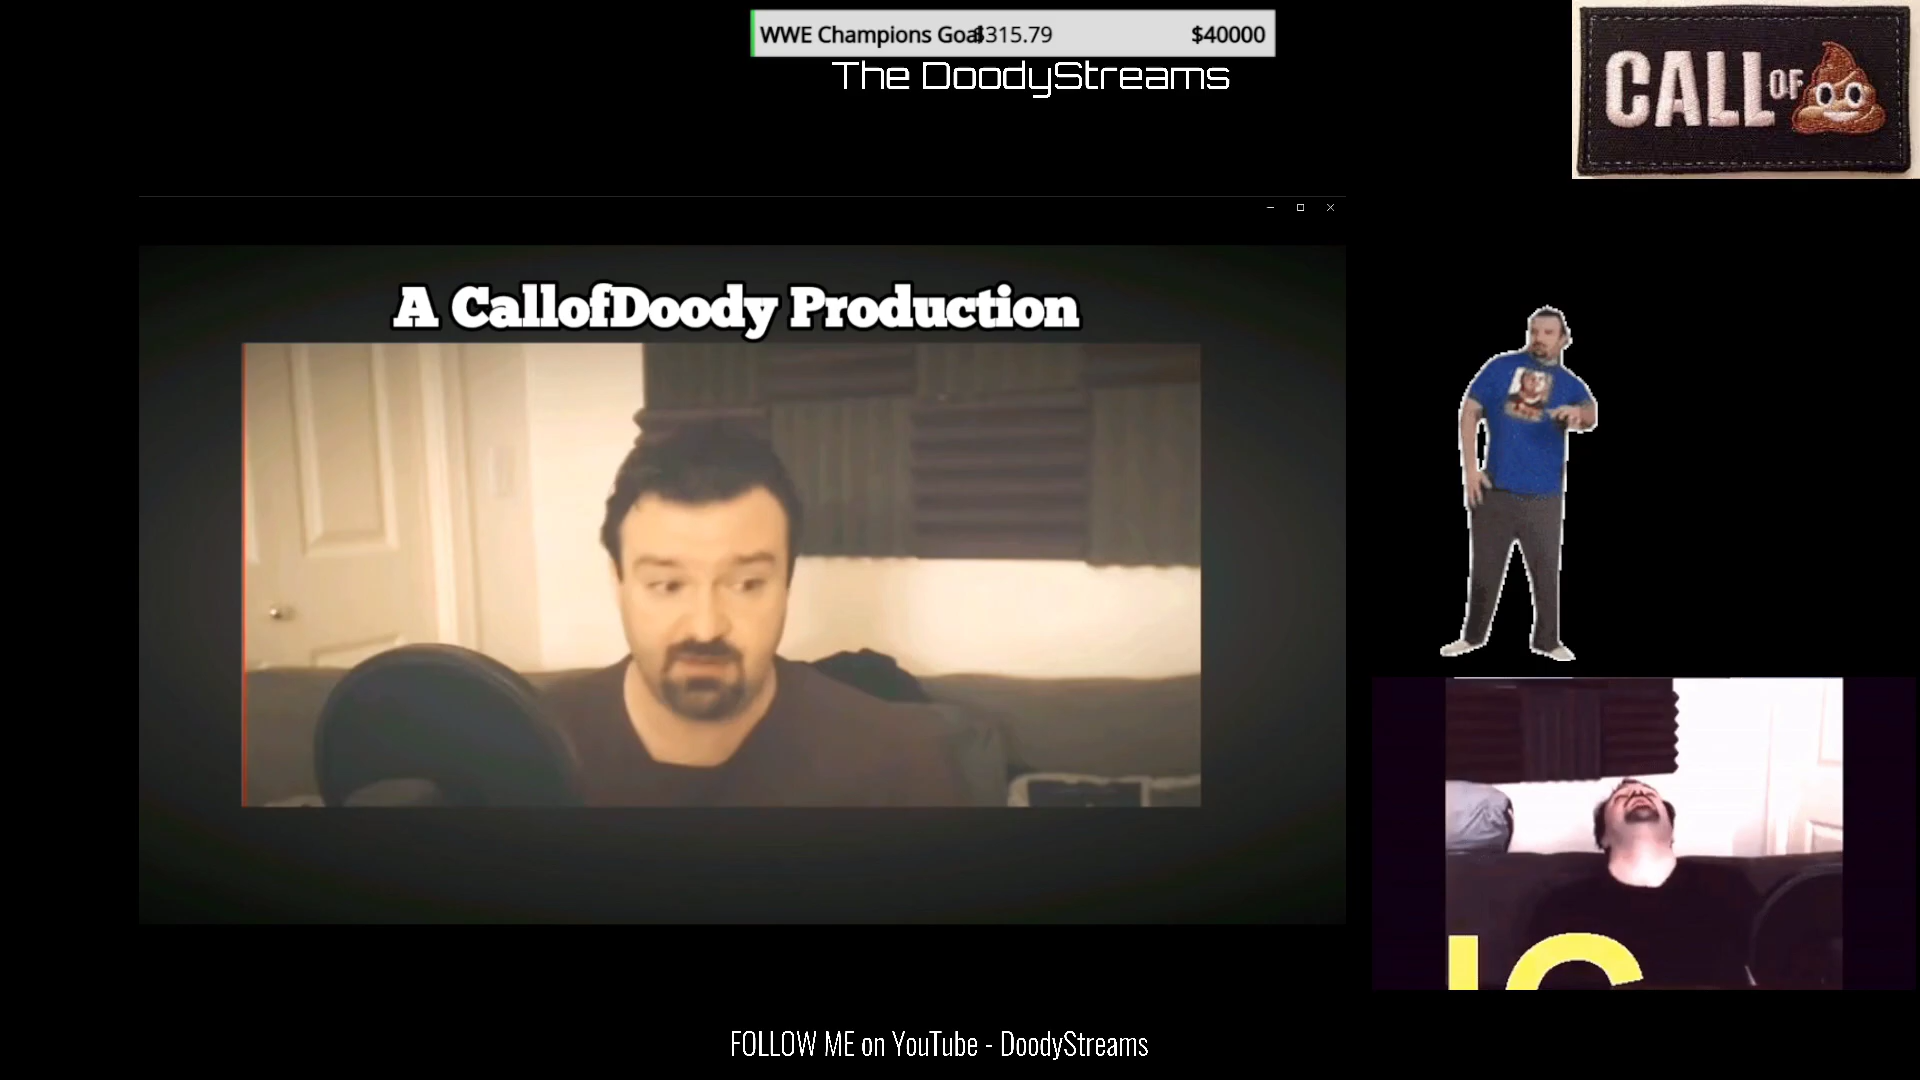 WWE Champions Goal $315.79 $40000
The DoodyStreams
CALL OF
A CallofDoody Production
FOLLOW ME on YouTube - DoodyStreams